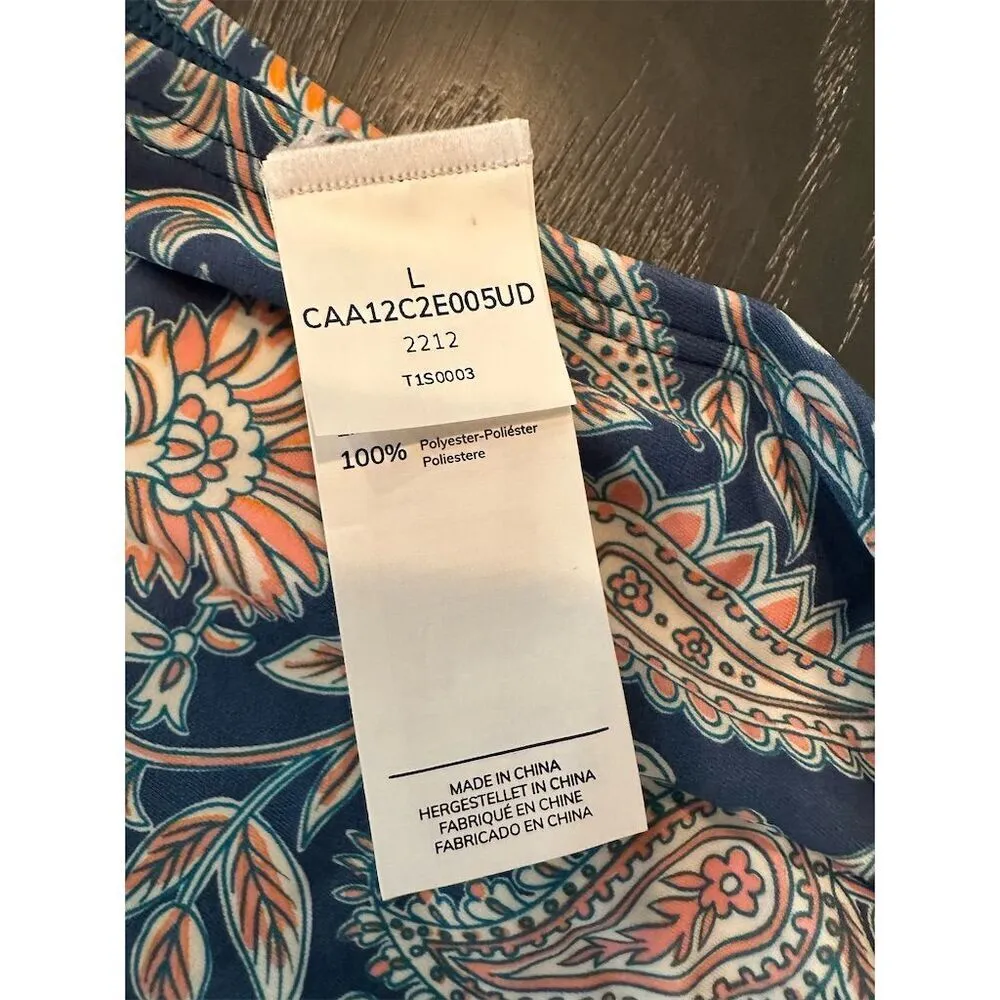 L
CAA12C2E005UD
2212
T1S0003
100% Polyester-Poliéster
Poliestere
MADE IN CHINA
HERGESTELLET IN CHINA
FABRIQUÉ EN CHINE
FABRICADO EN CHINA